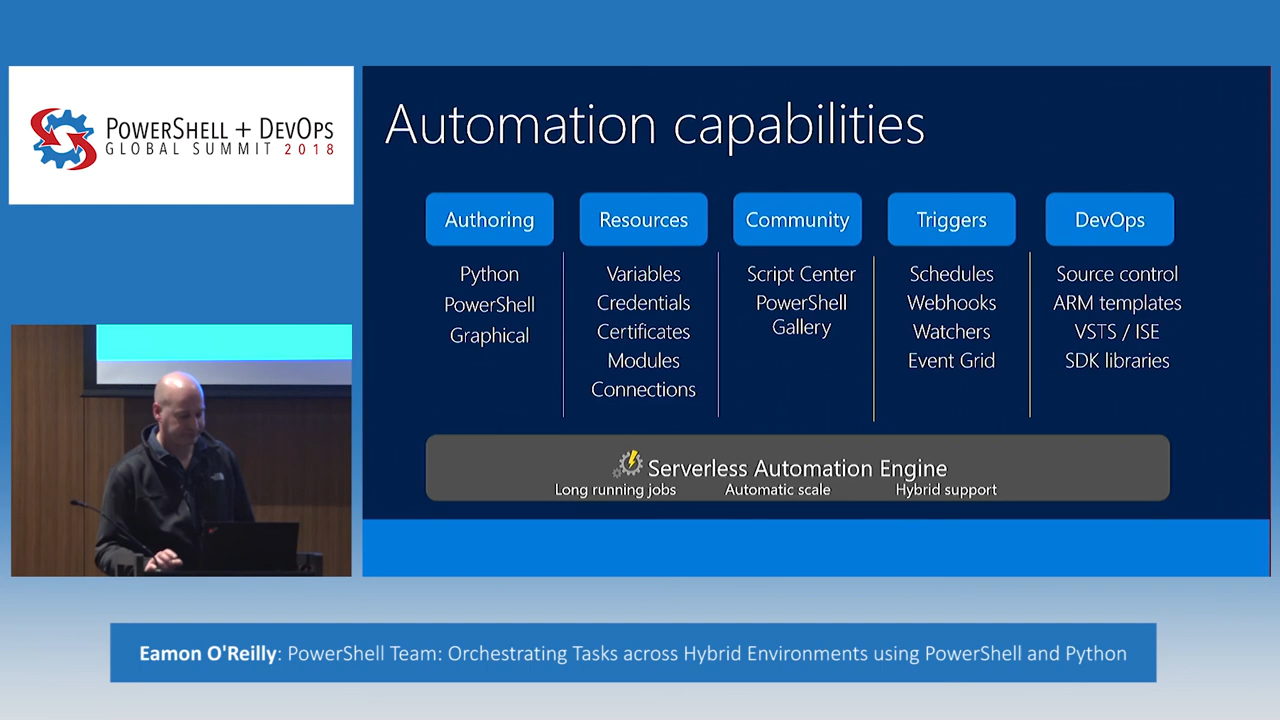 PowerShell + DevOps
GLOBAL SUMMIT 2018
Automation capabilities
Authoring
Python
PowerShell
Graphical
Resources
Variables
Credentials
Certificates
Modules
Connections
Community
Script Center
PowerShell
Gallery
Triggers
Schedules
Webhooks
Watchers
Event Grid
DevOps
Source control
ARM templates
VSTS / ISE
SDK libraries
Serverless Automation Engine
Long running jobs Automatic scale Hybrid support
Eamon O'Reilly: PowerShell Team: Orchestrating Tasks across Hybrid Environments using PowerShell and Python